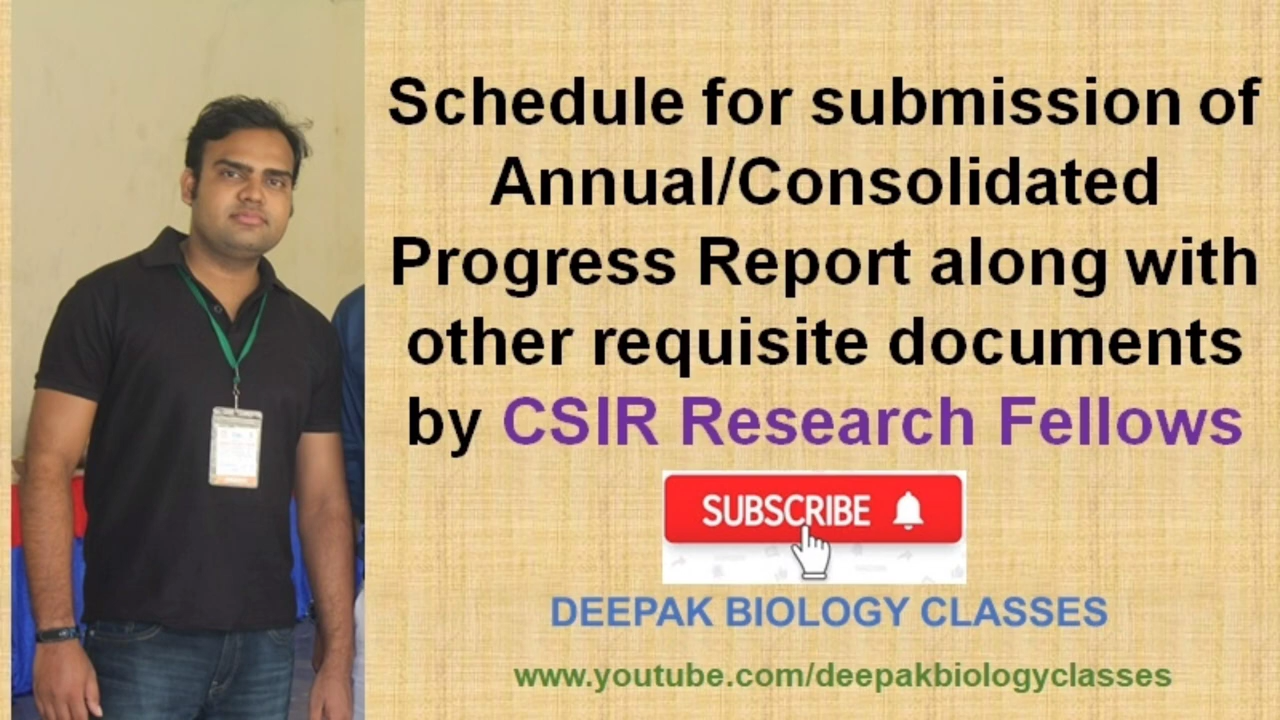 Schedule for submission of
Annual/Consolidated
Progress Report along with
other requisite documents
by CSIR Research Fellows
SUBSCRIBE
DEEPAK BIOLOGY CLASSES
www.youtube.com/deepakbiologyclasses